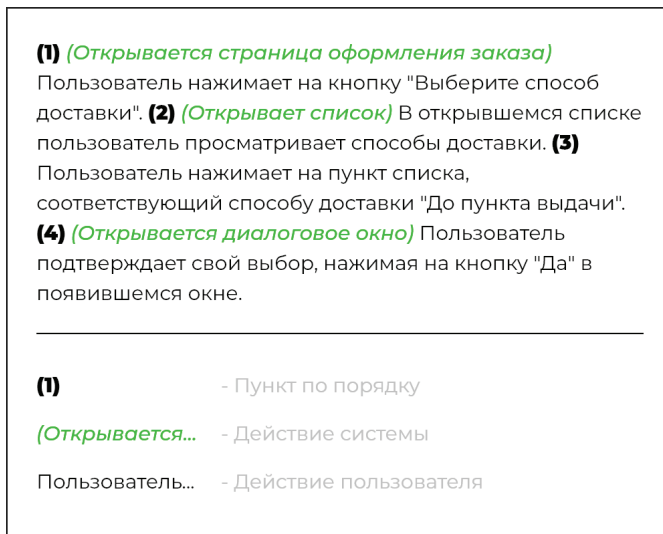 (1) (Открывается страница оформления заказа)
Пользователь нажимает на кнопку "Выберите способ
доставки". (2) (Открывает список) В открывшемся списке
пользователь просматривает способы доставки. (3)
Пользователь нажимает на пункт списка,
соответствующий способу доставки "До пункта выдачи".
(4) (Открывается диалоговое окно) Пользователь
подтверждает свой выбор, нажимая на кнопку "Да" в
появившемся окне.
(1) - Пункт по порядку
(Открывается... - Действие системы
Пользователь... - Действие пользователя